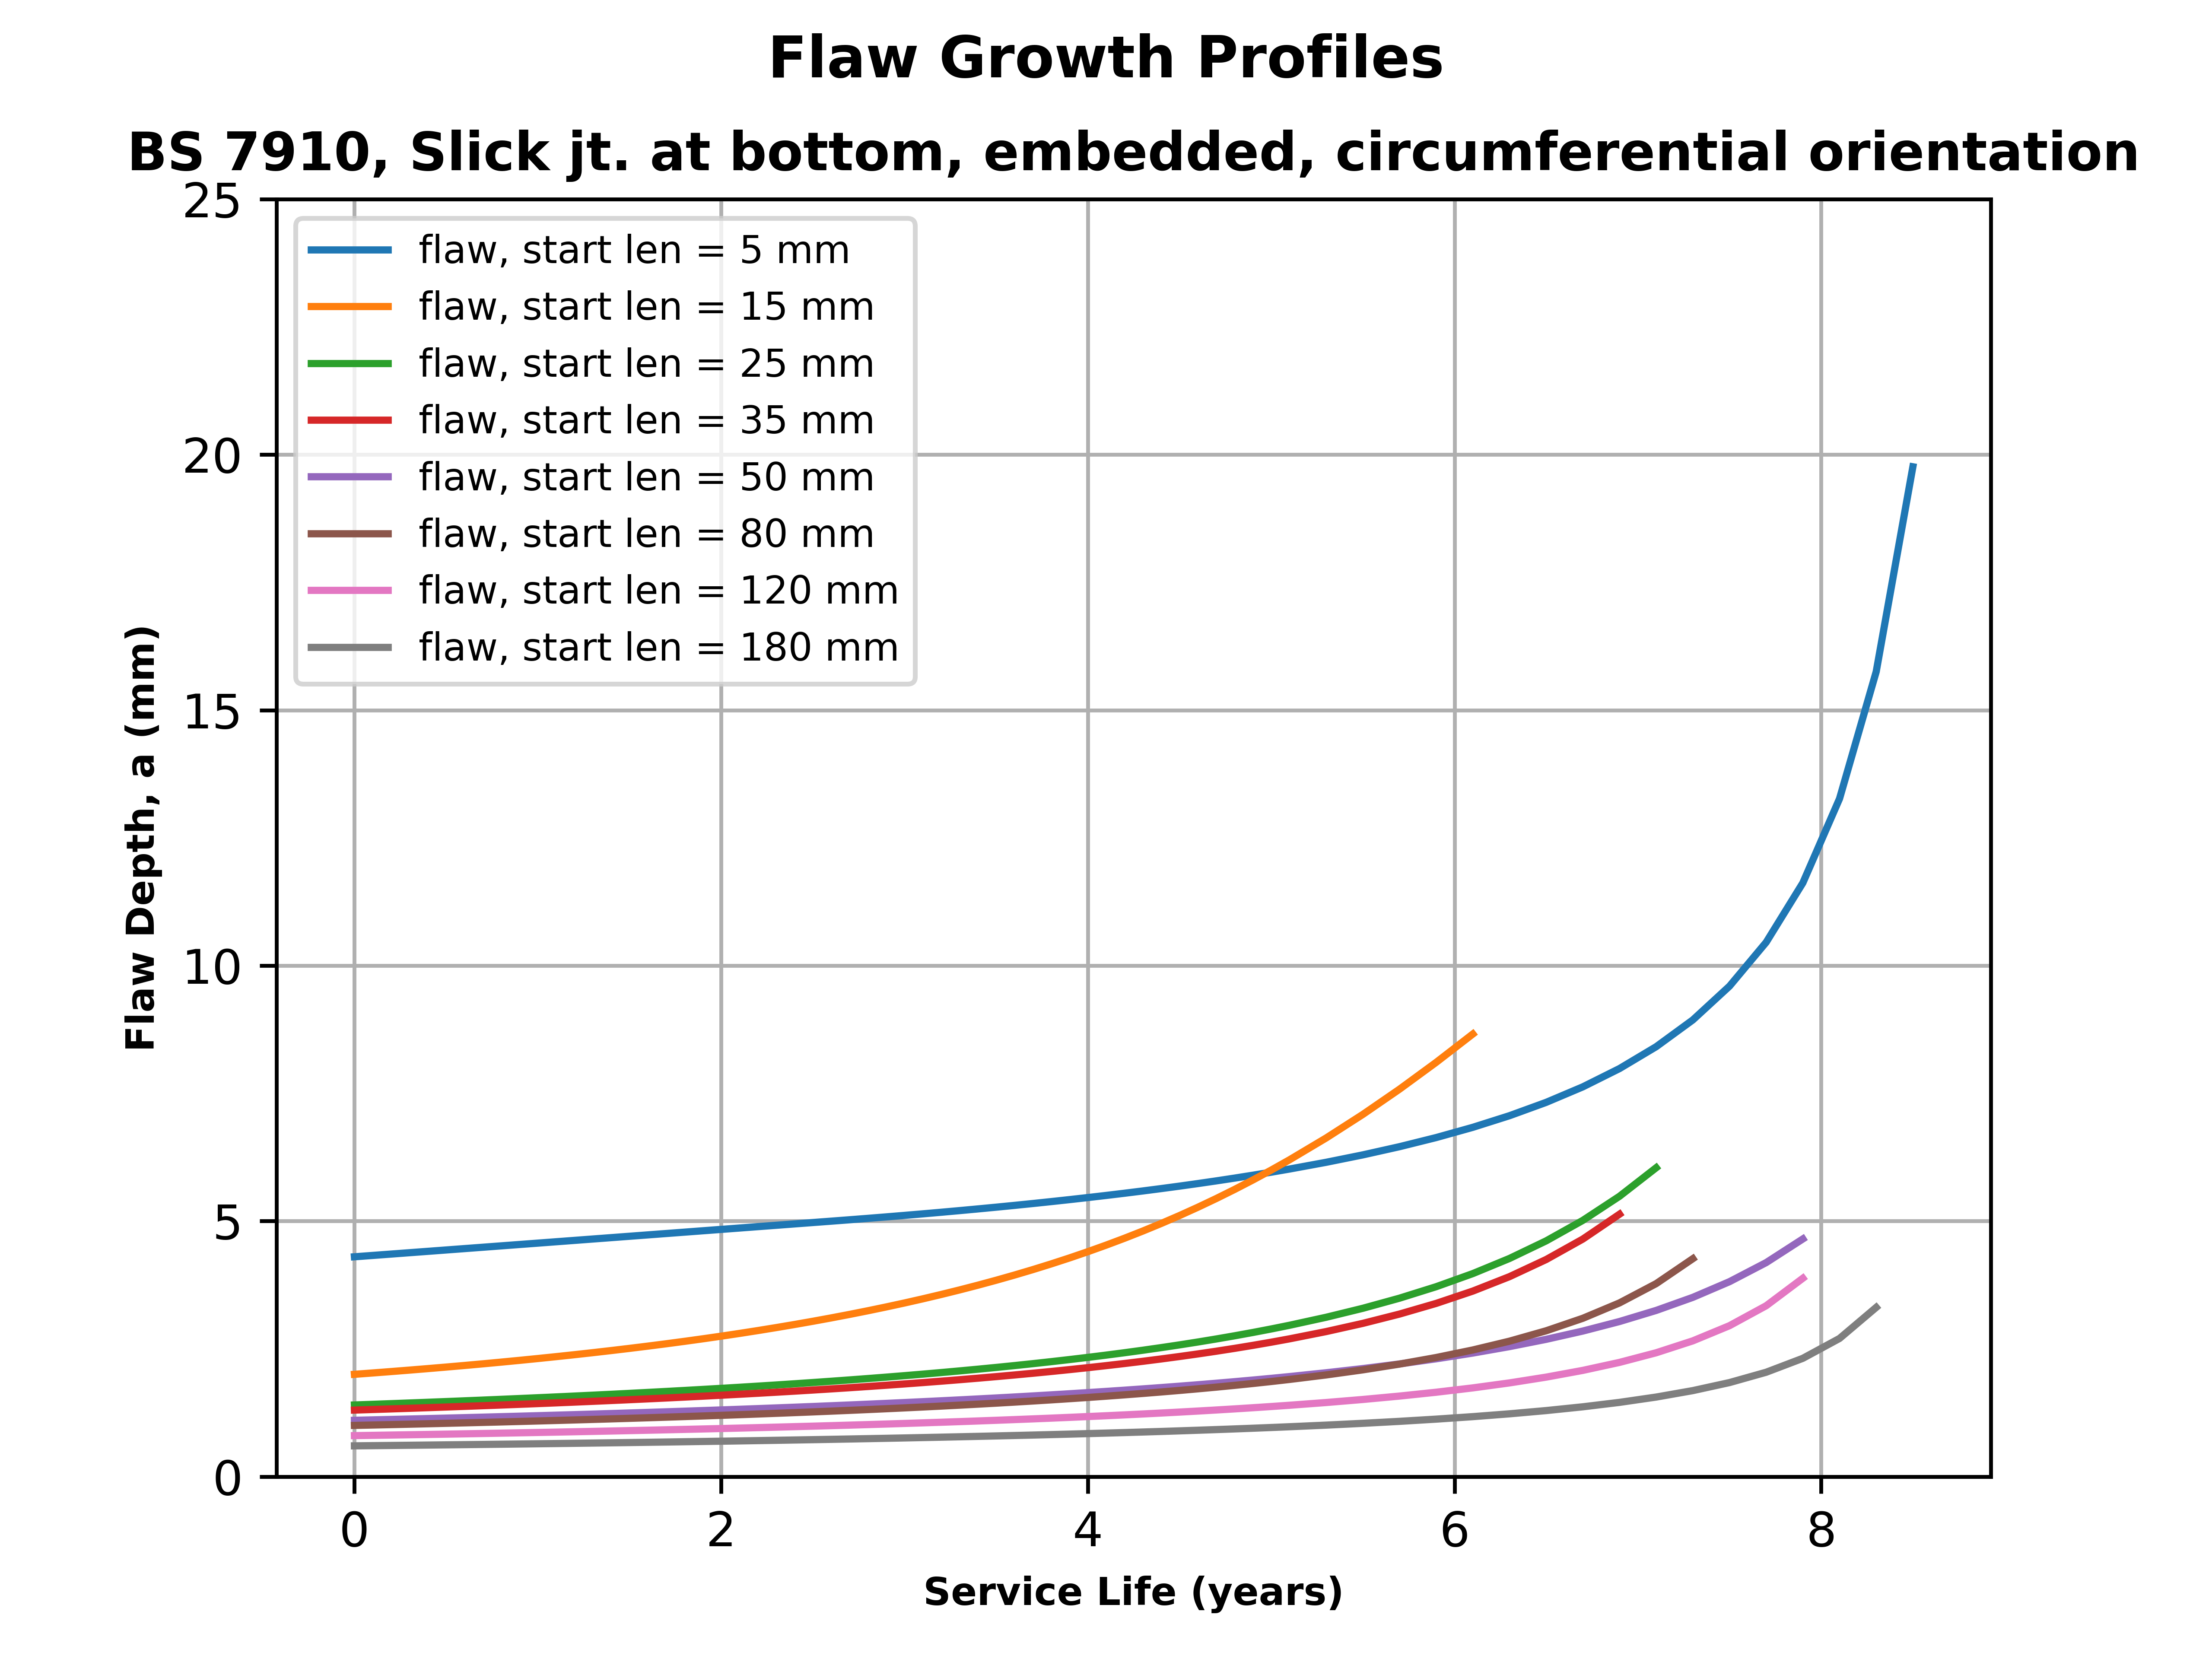 Flaw Growth Profiles
BS 7910, Slick jt. at bottom, embedded, circumferential orientation
25
20
15
10
5
0
Flaw Depth, a (mm)
flaw, start len = 5 mm
flaw, start len = 15 mm
flaw, start len = 25 mm
flaw, start len = 35 mm
flaw, start len = 50 mm
flaw, start len = 80 mm
flaw, start len = 120 mm
flaw, start len = 180 mm
0 2 4 6 8
Service Life (years)